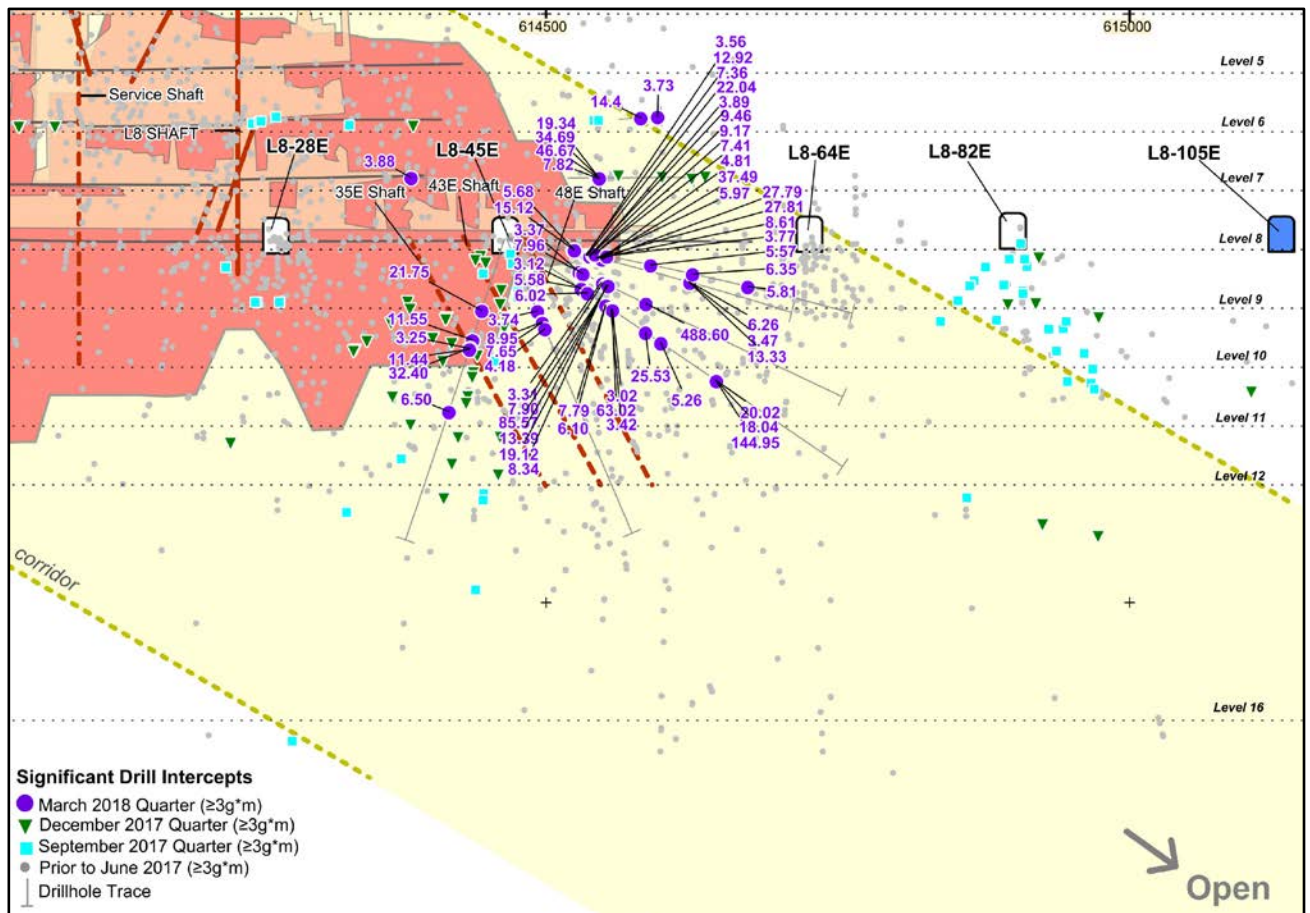 614500
615000
Level 5
Service Shaft
L8 SHAFT
Level 6
L8-28E
L8-45E
L8-64E
L8-82E
L8-105E
Level 7
35E Shaft
43E Shaft
48E Shaft
Level 8
Level 9
Level 10
Level 11
Level 12
Level 16
corridor
14.4
3.73
3.88
19.34
34.69
46.67
7.82
3.56
12.92
7.36
22.04
3.89
9.46
9.17
7.41
4.81
37.49
5.97
27.79
27.81
8.61
3.77
5.57
6.35
5.81
5.68
15.12
3.37
7.96
3.12
5.58
6.02
21.75
11.55
3.25
11.44
32.40
6.50
3.74
8.95
7.65
4.18
6.26
3.47
13.33
488.60
25.53
5.26
20.02
18.04
144.95
3.34
7.90
85.57
13.39
19.12
8.34
7.79
6.10
3.02
63.02
3.42
Significant Drill Intercepts
March 2018 Quarter (≥3g*m)
December 2017 Quarter (≥3g*m)
September 2017 Quarter (≥3g*m)
Prior to June 2017 (≥3g*m)
Drillhole Trace
Open